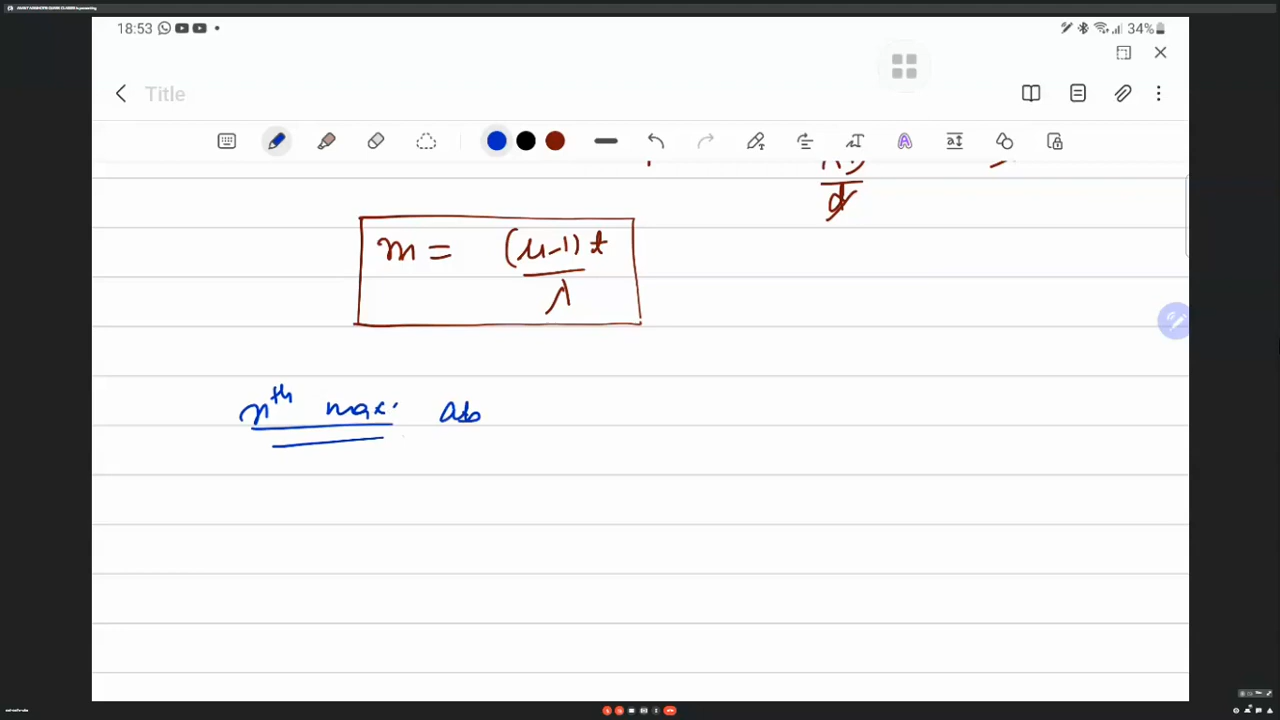 18:53
34%
Title
m = (μ-1)t
λ
nth max. ab